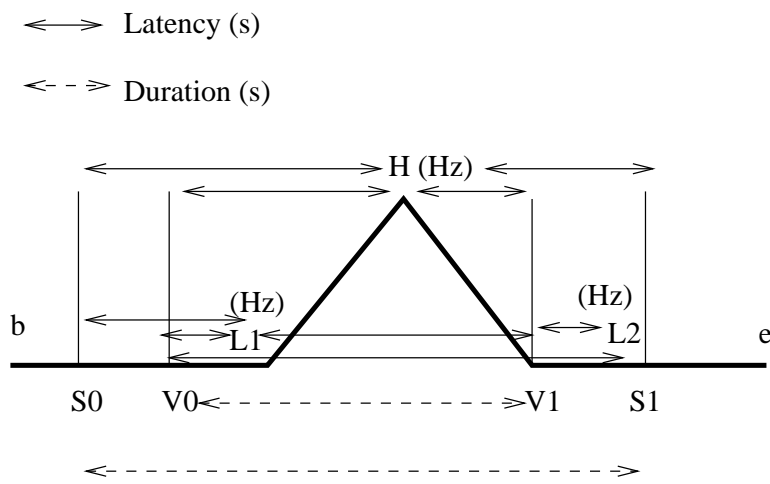 Latency (s)
Duration (s)
H (Hz)
(Hz)
(Hz)
b
L1
L2
e
S0
V0
V1
S1